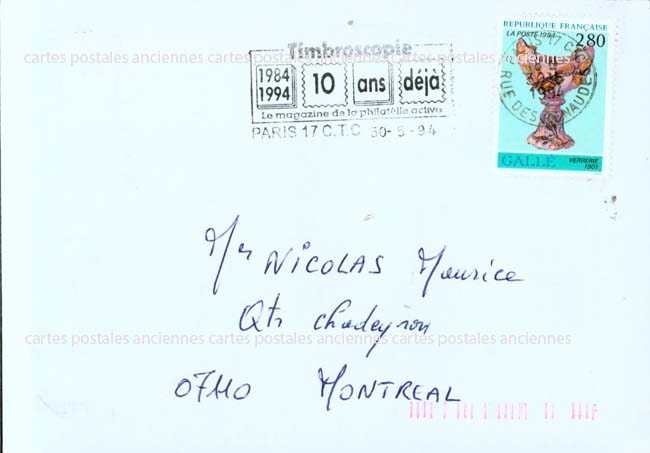 Timbroscopie
1984
1994
10 ans déjà
Le magazine de la philatélie active
PARIS 17 C.T.C 30-5-94
REPUBLIQUE FRANÇAISE
LA POSTE 1994
2,80
GALLÉ
VERRERIE
1901
cartes postales anciennes cartes postales anciennes cartes postales anciennes
Mr NICOLAS Maurice
Qtr Chadeyron
cartes postales anciennes cartes postales anciennes cartes postales anciennes
07110 MONTREAL